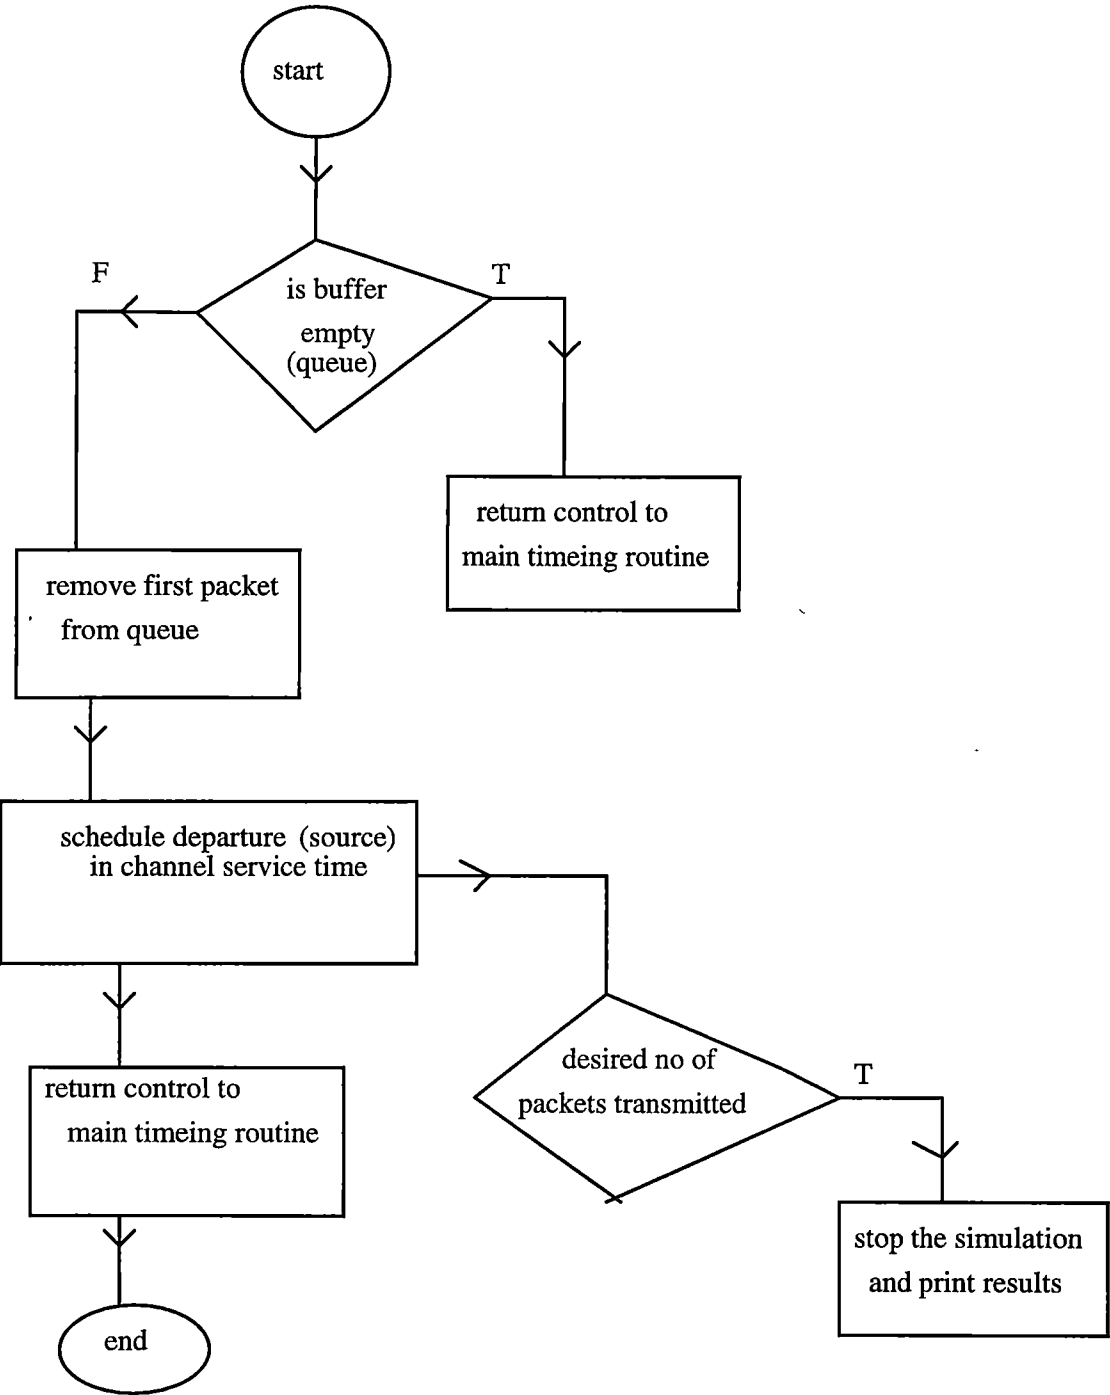 start
F
T
is buffer
empty
(queue)
return control to
main timeing routine
remove first packet
from queue
schedule departure (source)
in channel service time
desired no of
packets transmitted
T
return control to
main timeing routine
stop the simulation
and print results
end